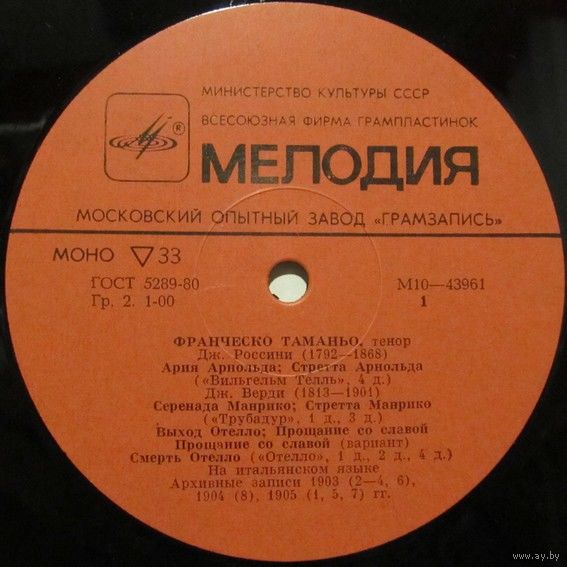 МИНИСТЕРСТВО КУЛЬТУРЫ СССР
ВСЕСОЮЗНАЯ ФИРМА ГРАМПЛАСТИНОК
®
МЕЛОДИЯ
МОСКОВСКИЙ ОПЫТНЫЙ ЗАВОД «ГРАМЗАПИСЬ»
МОНО ▽ 33
ГОСТ 5289-80 М10—43961
Гр. 2. 1-00 1
ФРАНЧЕСКО ТАМАНЬО, тенор
Дж. Россини (1792—1868)
Ария Арнольда; Стретта Арнольда
(«Вильгельм Телль», 4 д.)
Дж. Верди (1813—1901)
Серенада Манрико; Стретта Манрико
(«Трубадур», 1 д., 3 д.)
Выход Отелло; Прощание со славой
Прощание со славой (вариант)
Смерть Отелло («Отелло», 1 д., 2 д., 4 д.)
На итальянском языке
Архивные записи 1903 (2—4, 6),
1904 (8), 1905 (1, 5, 7) гг.
www.ay.by